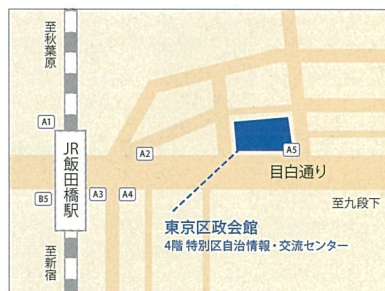 至秋葉原
A1
JR飯田橋駅
A2
A5
目白通り
B5
A3
A4
至九段下
東京区政会館
4階 特別区自治情報・交流センター
至新宿